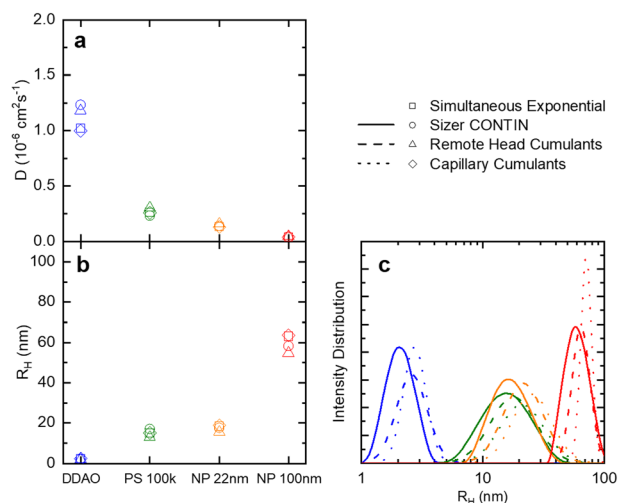 a
2.0
1.5
1.0
0.5
0.0
D (10⁻⁶ cm²s⁻¹)
Simultaneous Exponential
Sizer CONTIN
Remote Head Cumulants
Capillary Cumulants
b
100
80
60
40
20
0
R_H (nm)
DDAO PS 100k NP 22nm NP 100nm
c
Intensity Distribution
1 10 100
R_H (nm)